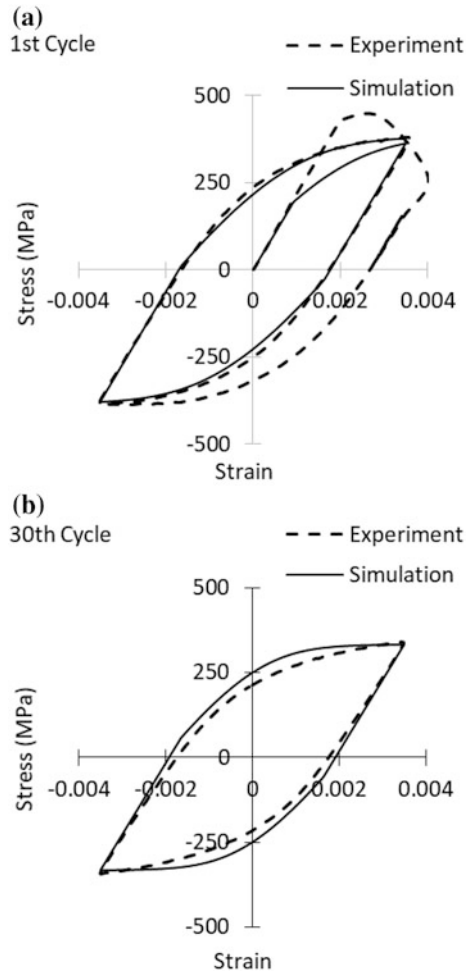 (a)
1st Cycle
Experiment
Simulation
500
250
0
-0.004 -0.002 0 0.002 0.004
-250
-500
Stress (MPa)
Strain
(b)
30th Cycle
Experiment
Simulation
500
250
0
-0.004 -0.002 0 0.002 0.004
-250
-500
Stress (MPa)
Strain